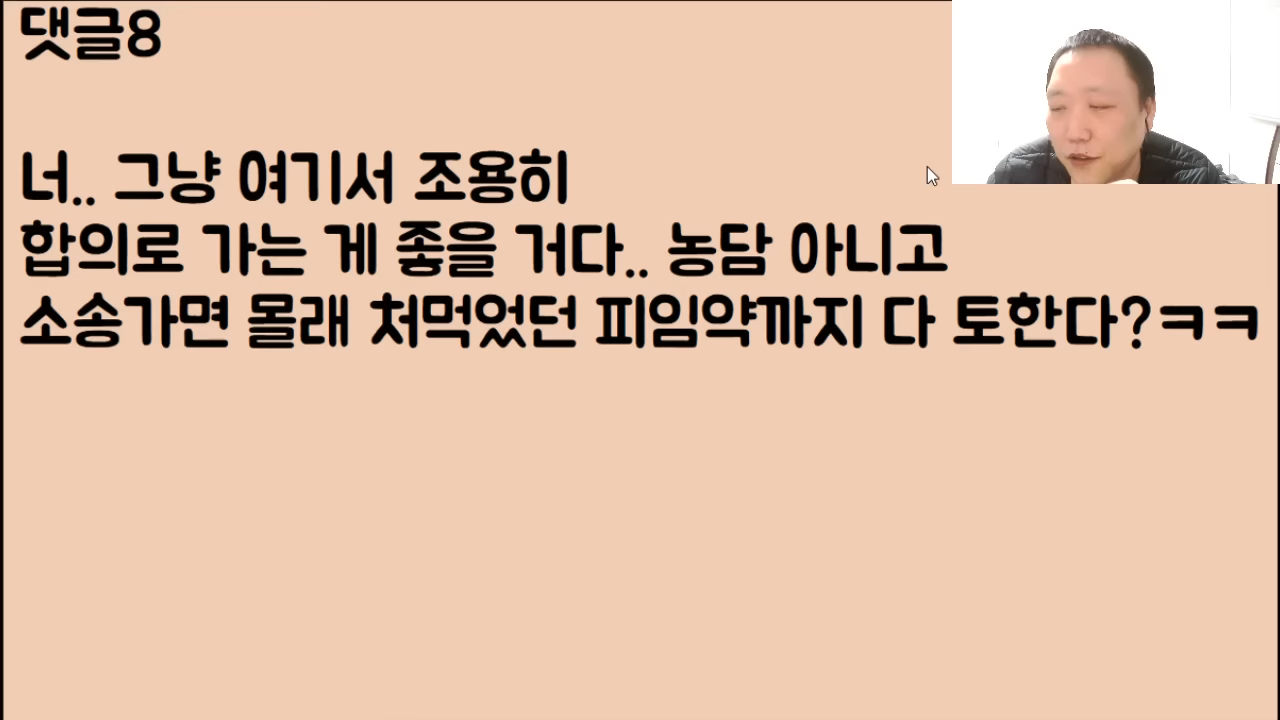 댓글8
너.. 그냥 여기서 조용히
합의로 가는 게 좋을 거다.. 농담 아니고
소송가면 몰래 처먹었던 피임약까지 다 토한다?ㅋㅋ